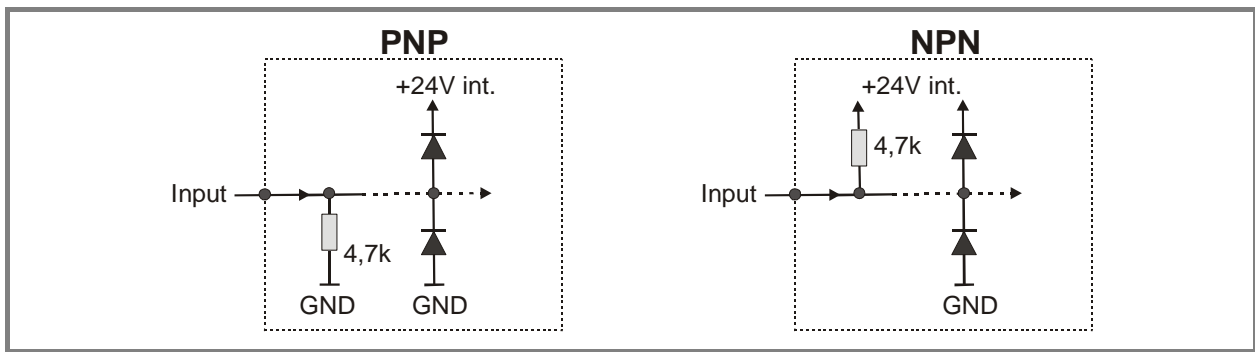 PNP
+24V int.
Input
4,7k
GND GND
NPN
+24V int.
4,7k
Input
GND